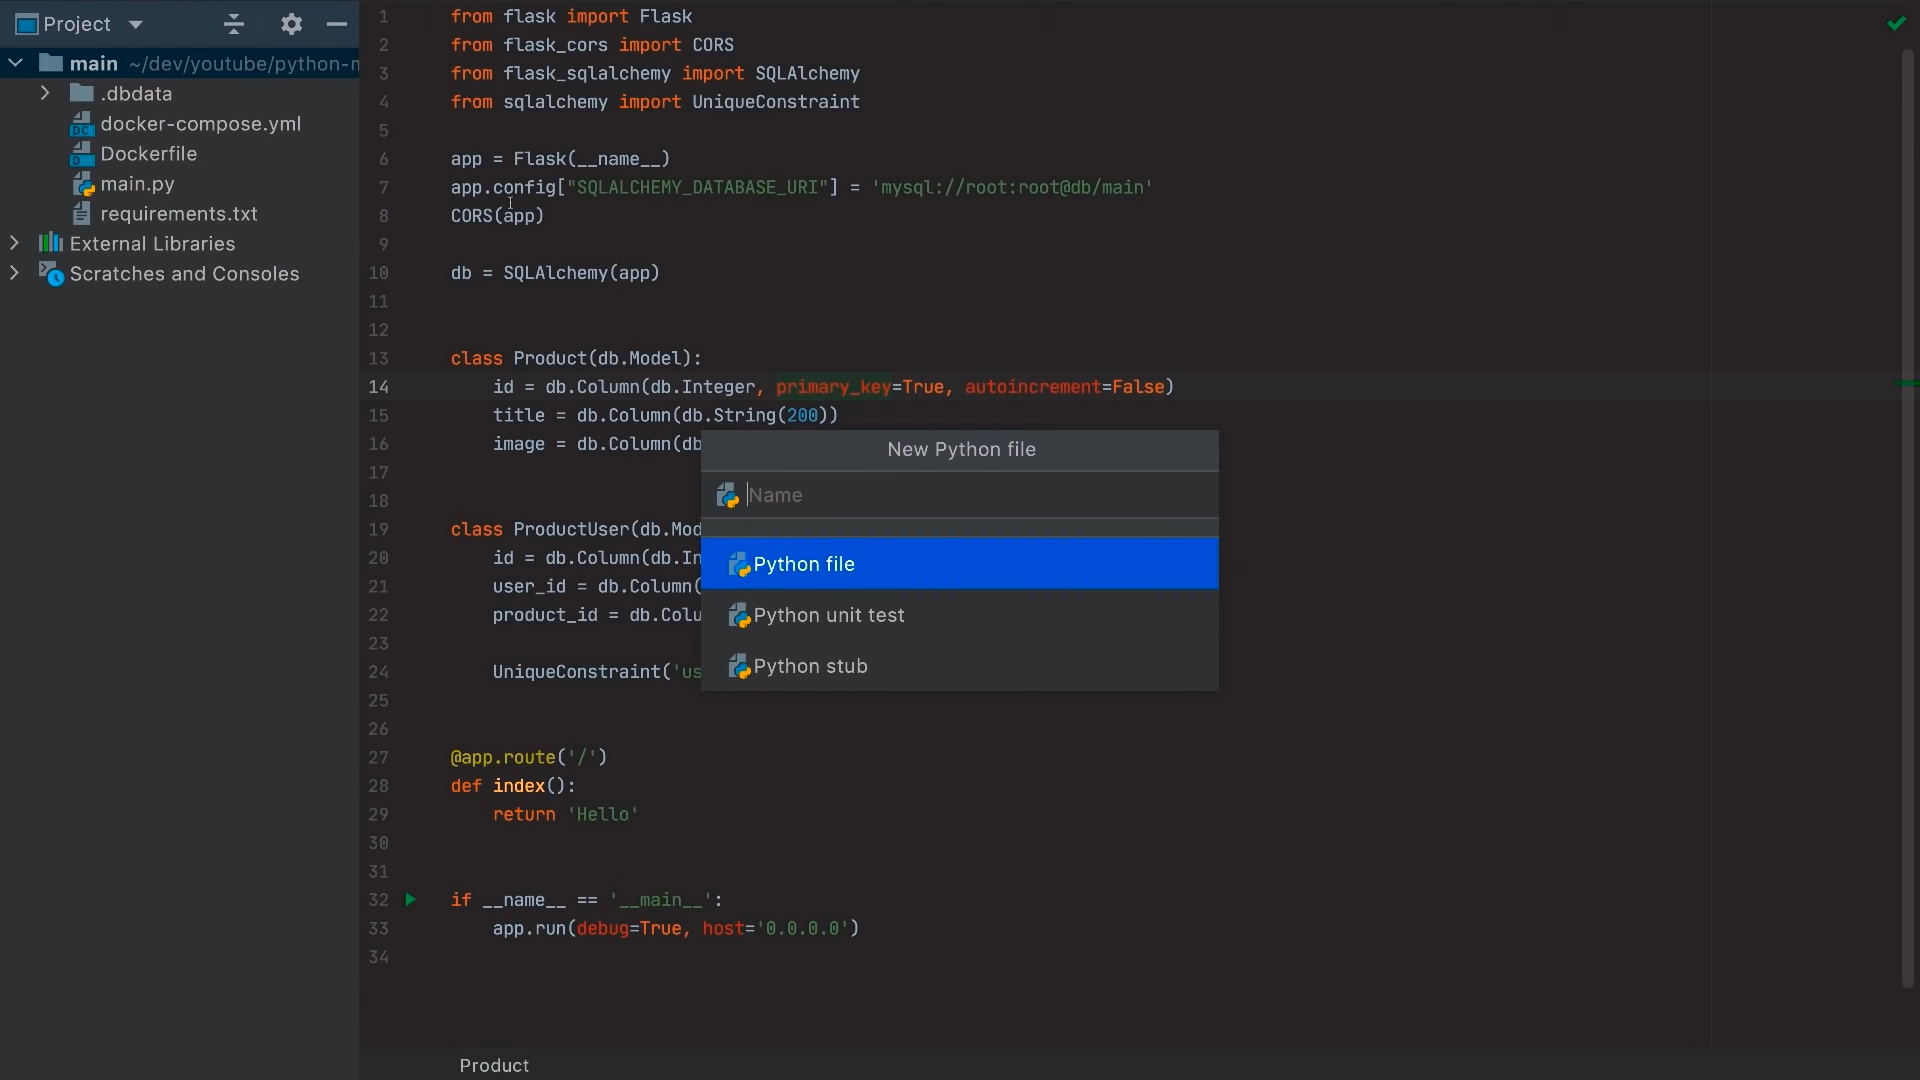 Project
main ~/dev/youtube/python-m
.dbdata
docker-compose.yml
Dockerfile
main.py
requirements.txt
External Libraries
Scratches and Consoles
1 from flask import Flask
2 from flask_cors import CORS
3 from flask_sqlalchemy import SQLAlchemy
4 from sqlalchemy import UniqueConstraint
5
6 app = Flask(__name__)
7 app.config["SQLALCHEMY_DATABASE_URI"] = 'mysql://root:root@db/main'
8 CORS(app)
9
10 db = SQLAlchemy(app)
11
12
13 class Product(db.Model):
14 id = db.Column(db.Integer, primary_key=True, autoincrement=False)
15 title = db.Column(db.String(200))
16 image = db.Column(db
17
18
19 class ProductUser(db.Mod
20 id = db.Column(db.In
21 user_id = db.Column(
22 product_id = db.Colu
23
24 UniqueConstraint('us
25
26
27 @app.route('/')
28 def index():
29 return 'Hello'
30
31
32 if __name__ == '__main__':
33 app.run(debug=True, host='0.0.0.0')
34
New Python file
Name
Python file
Python unit test
Python stub
Product